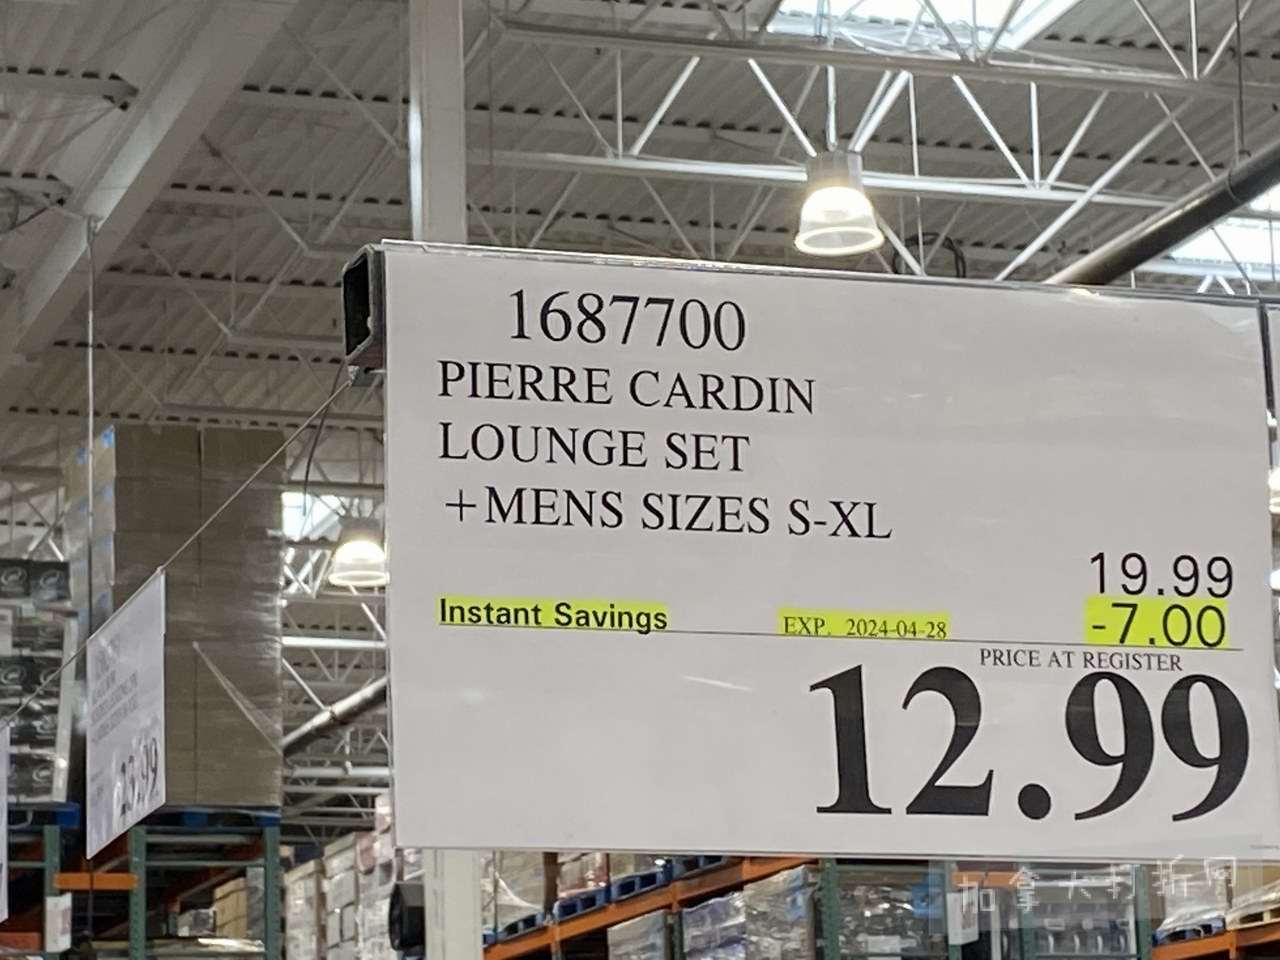 1687700
PIERRE CARDIN
LOUNGE SET
+MENS SIZES S-XL
19.99
Instant Savings EXP. 2024-04-28 -7.00
PRICE AT REGISTER
12.99
加拿大打折网